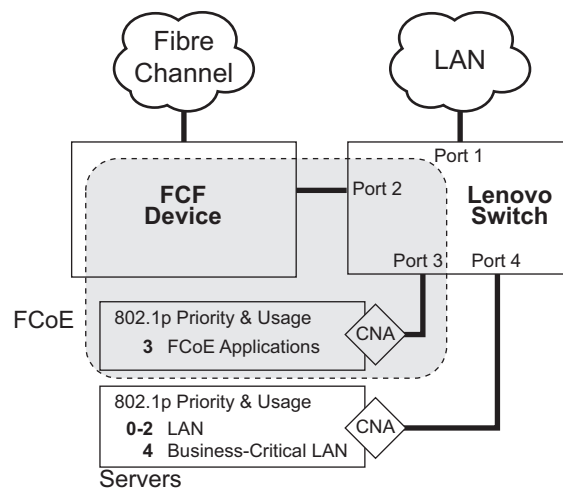 Fibre
Channel
LAN
Port 1
FCF
Device
Port 2
Lenovo
Switch
Port 3
Port 4
FCoE
802.1p Priority & Usage
3 FCoE Applications
CNA
802.1p Priority & Usage
0-2 LAN
4 Business-Critical LAN
CNA
Servers